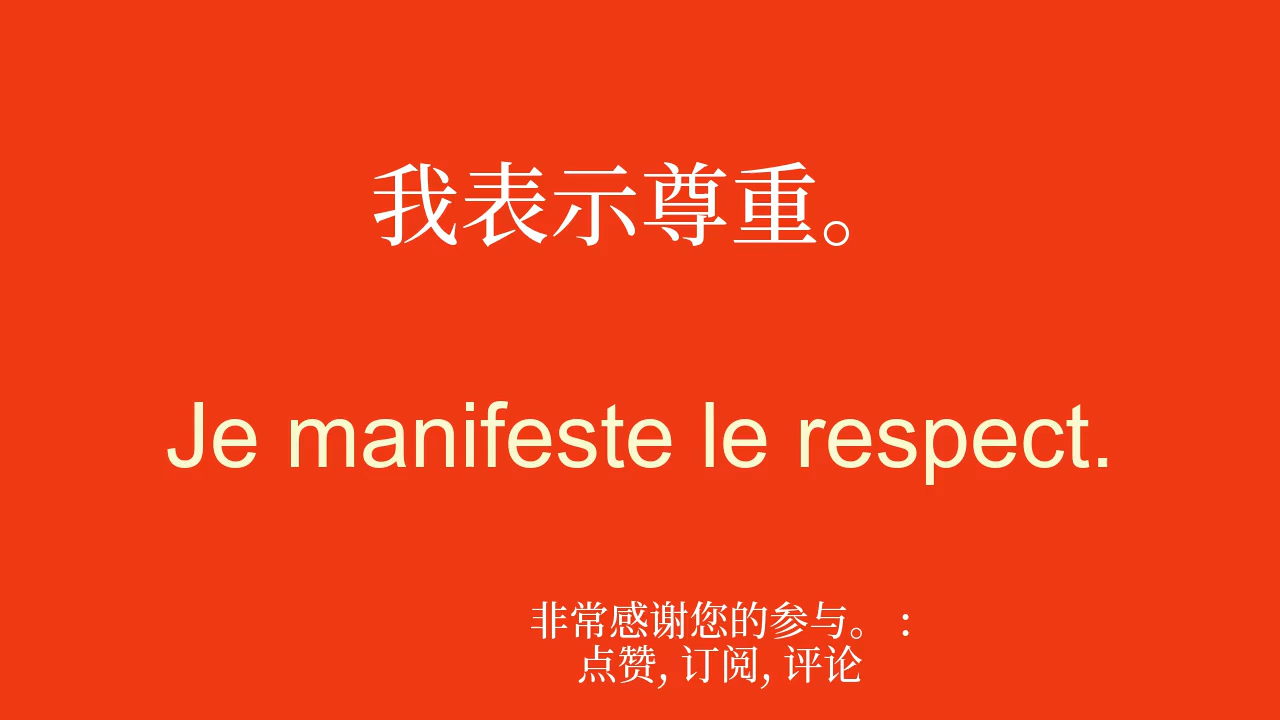 我表示尊重。
Je manifeste le respect.
非常感谢您的参与。 :
点赞, 订阅, 评论